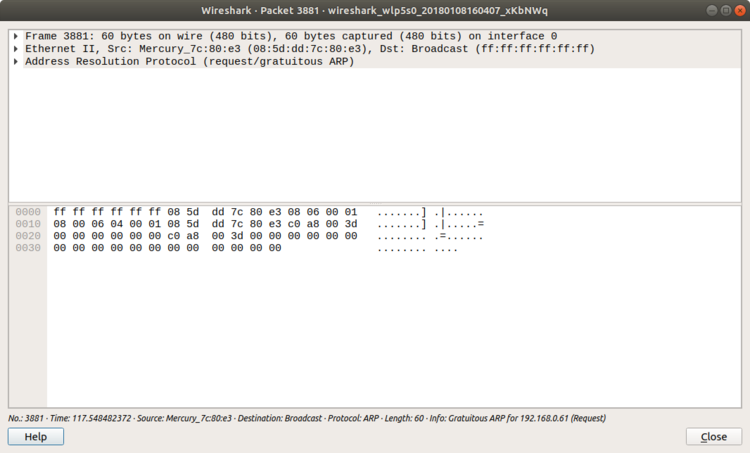 Wireshark · Packet 3881 · wireshark_wlp5s0_20180108160407_xKbNWq
Frame 3881: 60 bytes on wire (480 bits), 60 bytes captured (480 bits) on interface 0
Ethernet II, Src: Mercury_7c:80:e3 (08:5d:dd:7c:80:e3), Dst: Broadcast (ff:ff:ff:ff:ff:ff)
Address Resolution Protocol (request/gratuitous ARP)
0000 ff ff ff ff ff ff 08 5d dd 7c 80 e3 08 06 00 01 .......] .|......
0010 08 00 06 04 00 01 08 5d dd 7c 80 e3 c0 a8 00 3d .......] .|.....=
0020 00 00 00 00 00 00 c0 a8 00 3d 00 00 00 00 00 00 ........ .=......
0030 00 00 00 00 00 00 00 00 00 00 00 00 ........ ....
No.: 3881 · Time: 117.548482372 · Source: Mercury_7c:80:e3 · Destination: Broadcast · Protocol: ARP · Length: 60 · Info: Gratuitous ARP for 192.168.0.61 (Request)
Help
Close